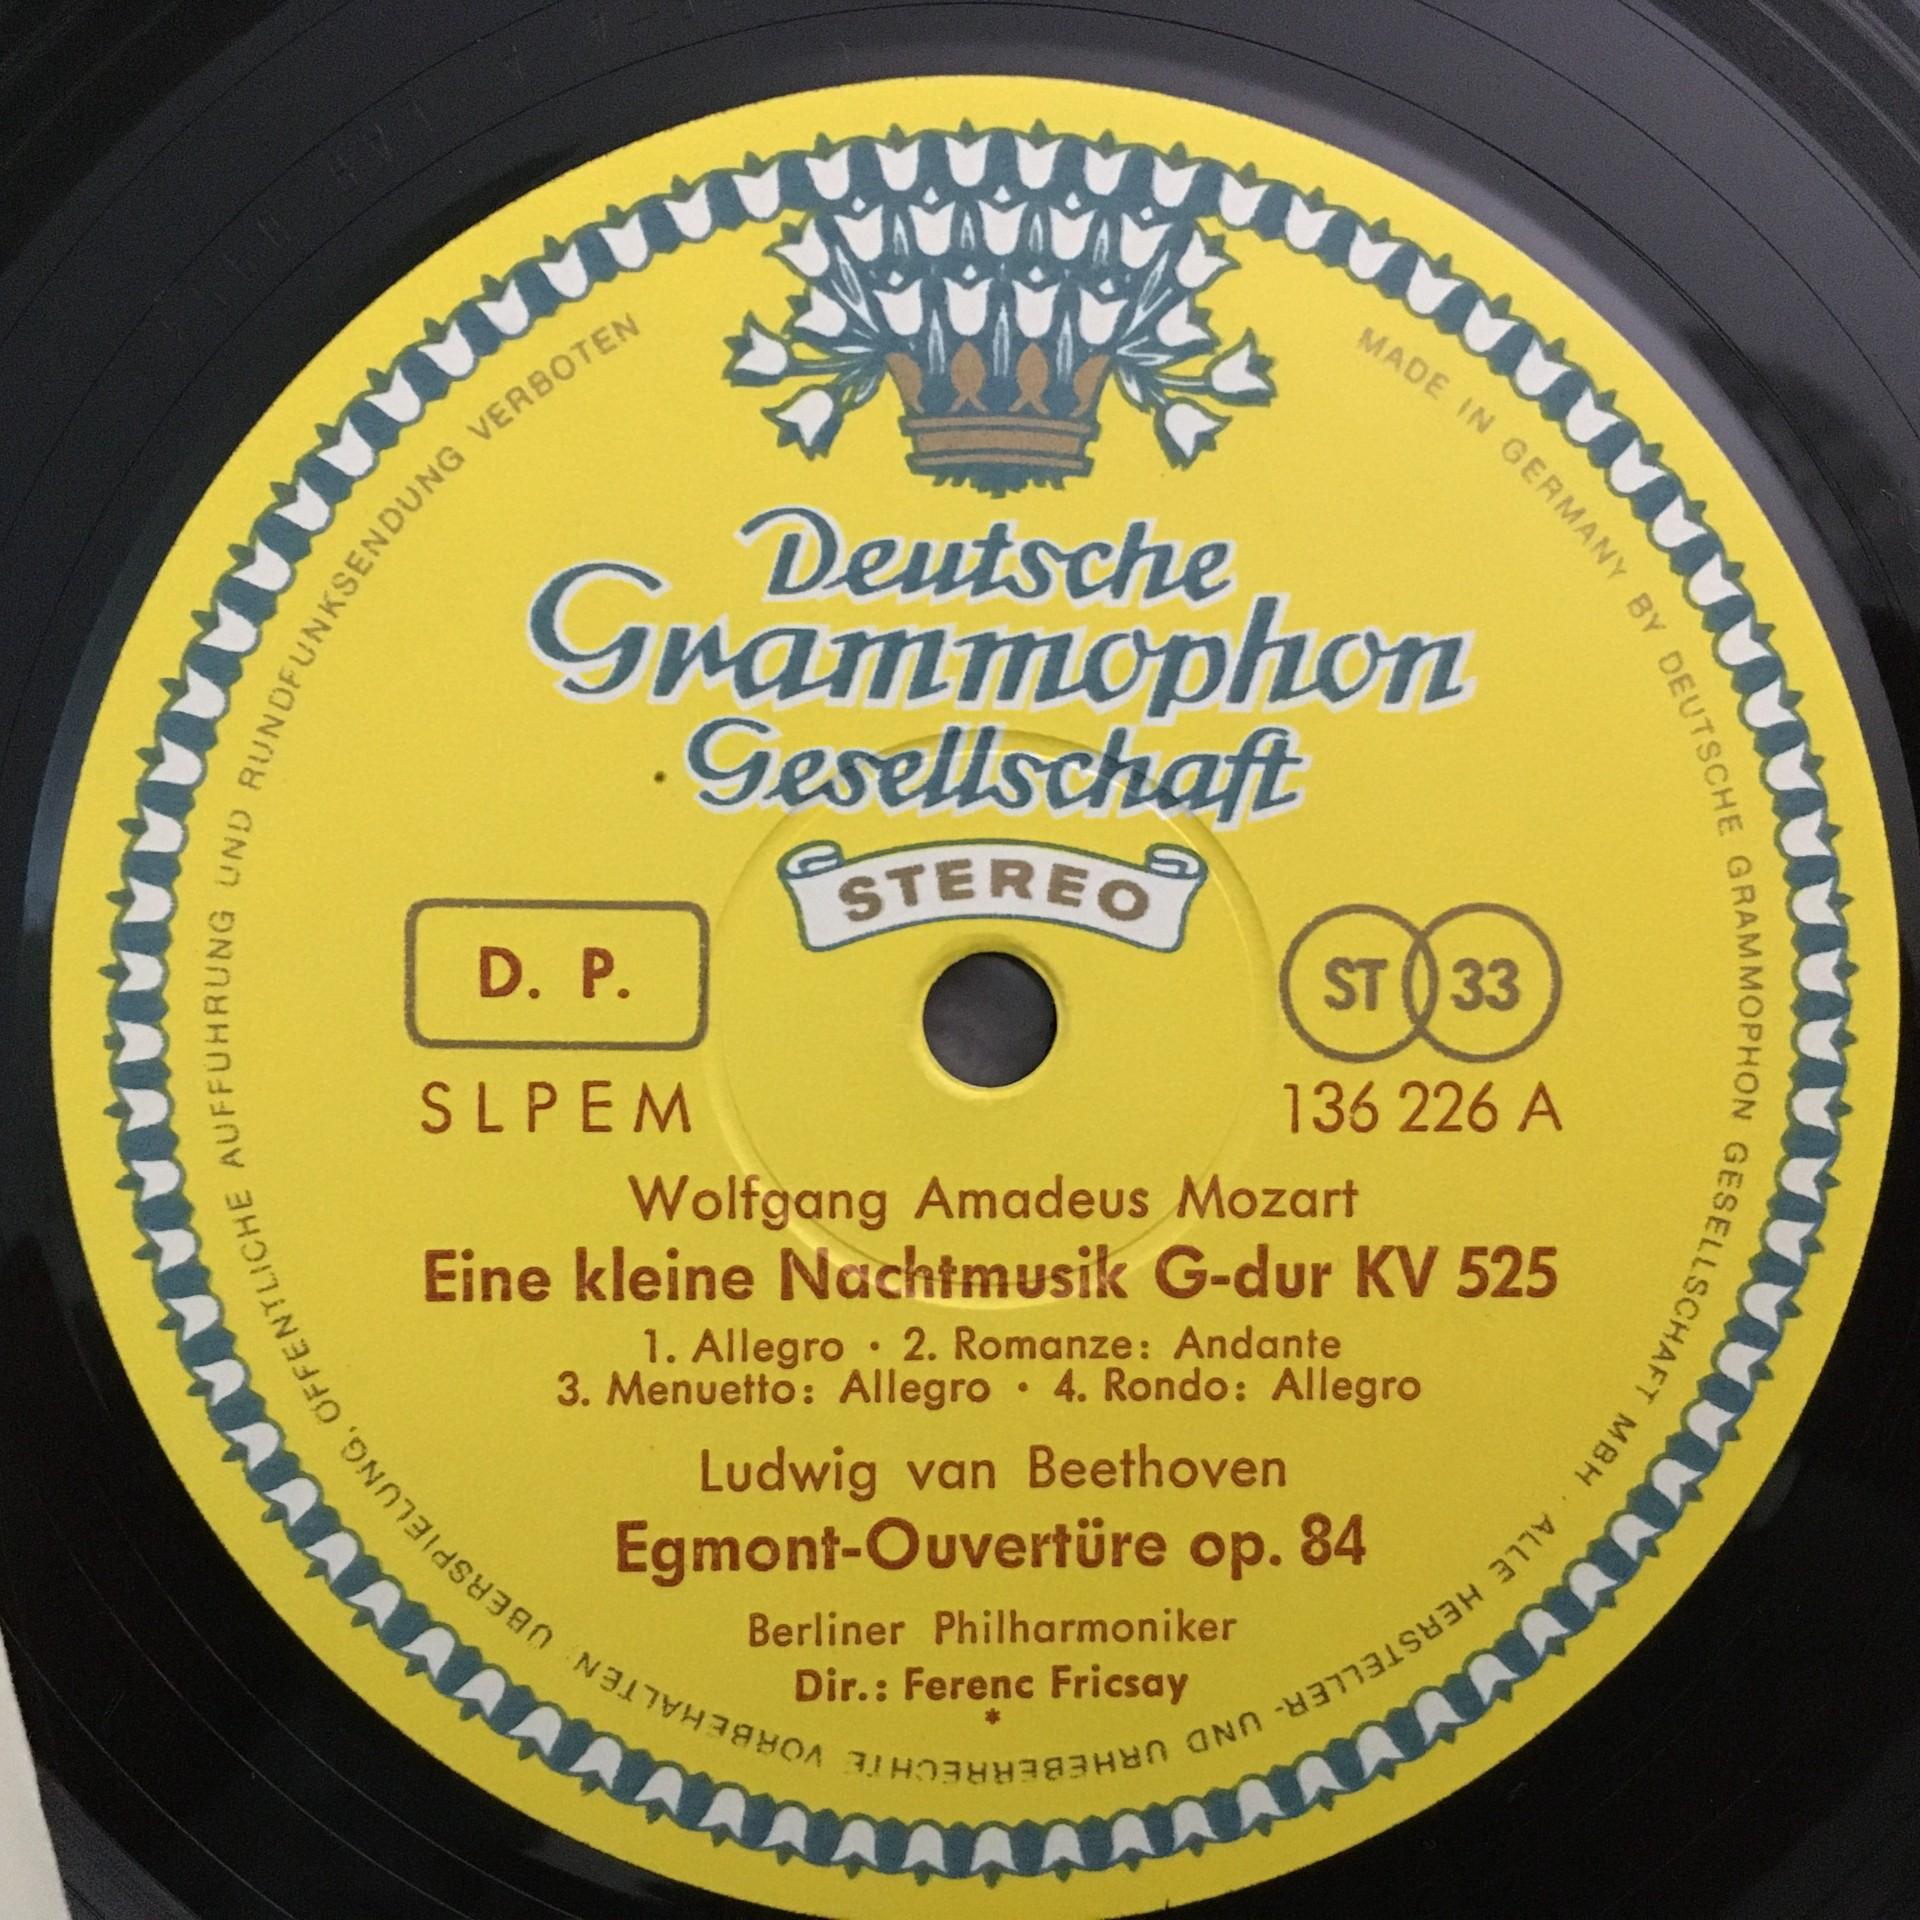 Deutsche
Grammophon
Gesellschaft
STEREO
D. P.
ST 33
SLPEM
136 226 A
Wolfgang Amadeus Mozart
Eine kleine Nachtmusik G-dur KV 525
1. Allegro · 2. Romanze: Andante
3. Menuetto: Allegro · 4. Rondo: Allegro
Ludwig van Beethoven
Egmont-Ouvertüre op. 84
Berliner Philharmoniker
Dir.: Ferenc Fricsay
*
MADE IN GERMANY BY DEUTSCHE GRAMMOPHON GESELLSCHAFT MBH · ALLE HERSTELLER- UND URHEBERRECHTE VORBEHALTEN · ÜBERSPIELUNG, ÖFFENTLICHE AUFFÜHRUNG UND RUNDFUNKSENDUNG VERBOTEN